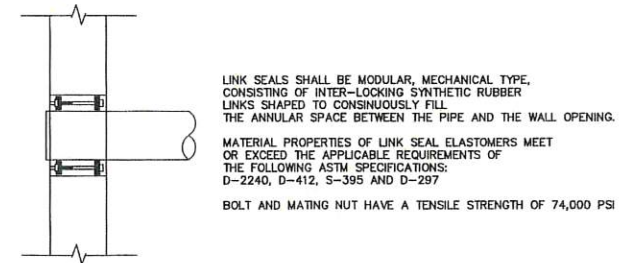 LINK SEALS SHALL BE MODULAR, MECHANICAL TYPE,
CONSISTING OF INTER-LOCKING SYNTHETIC RUBBER
LINKS SHAPED TO CONSINUOUSLY FILL
THE ANNULAR SPACE BETWEEN THE PIPE AND THE WALL OPENING.
MATERIAL PROPERTIES OF LINK SEAL ELASTOMERS MEET
OR EXCEED THE APPLICABLE REQUIREMENTS OF
THE FOLLOWING ASTM SPECIFICATIONS:
D-2240, D-412, S-395 AND D-297
BOLT AND MATING NUT HAVE A TENSILE STRENGTH OF 74,000 PSI